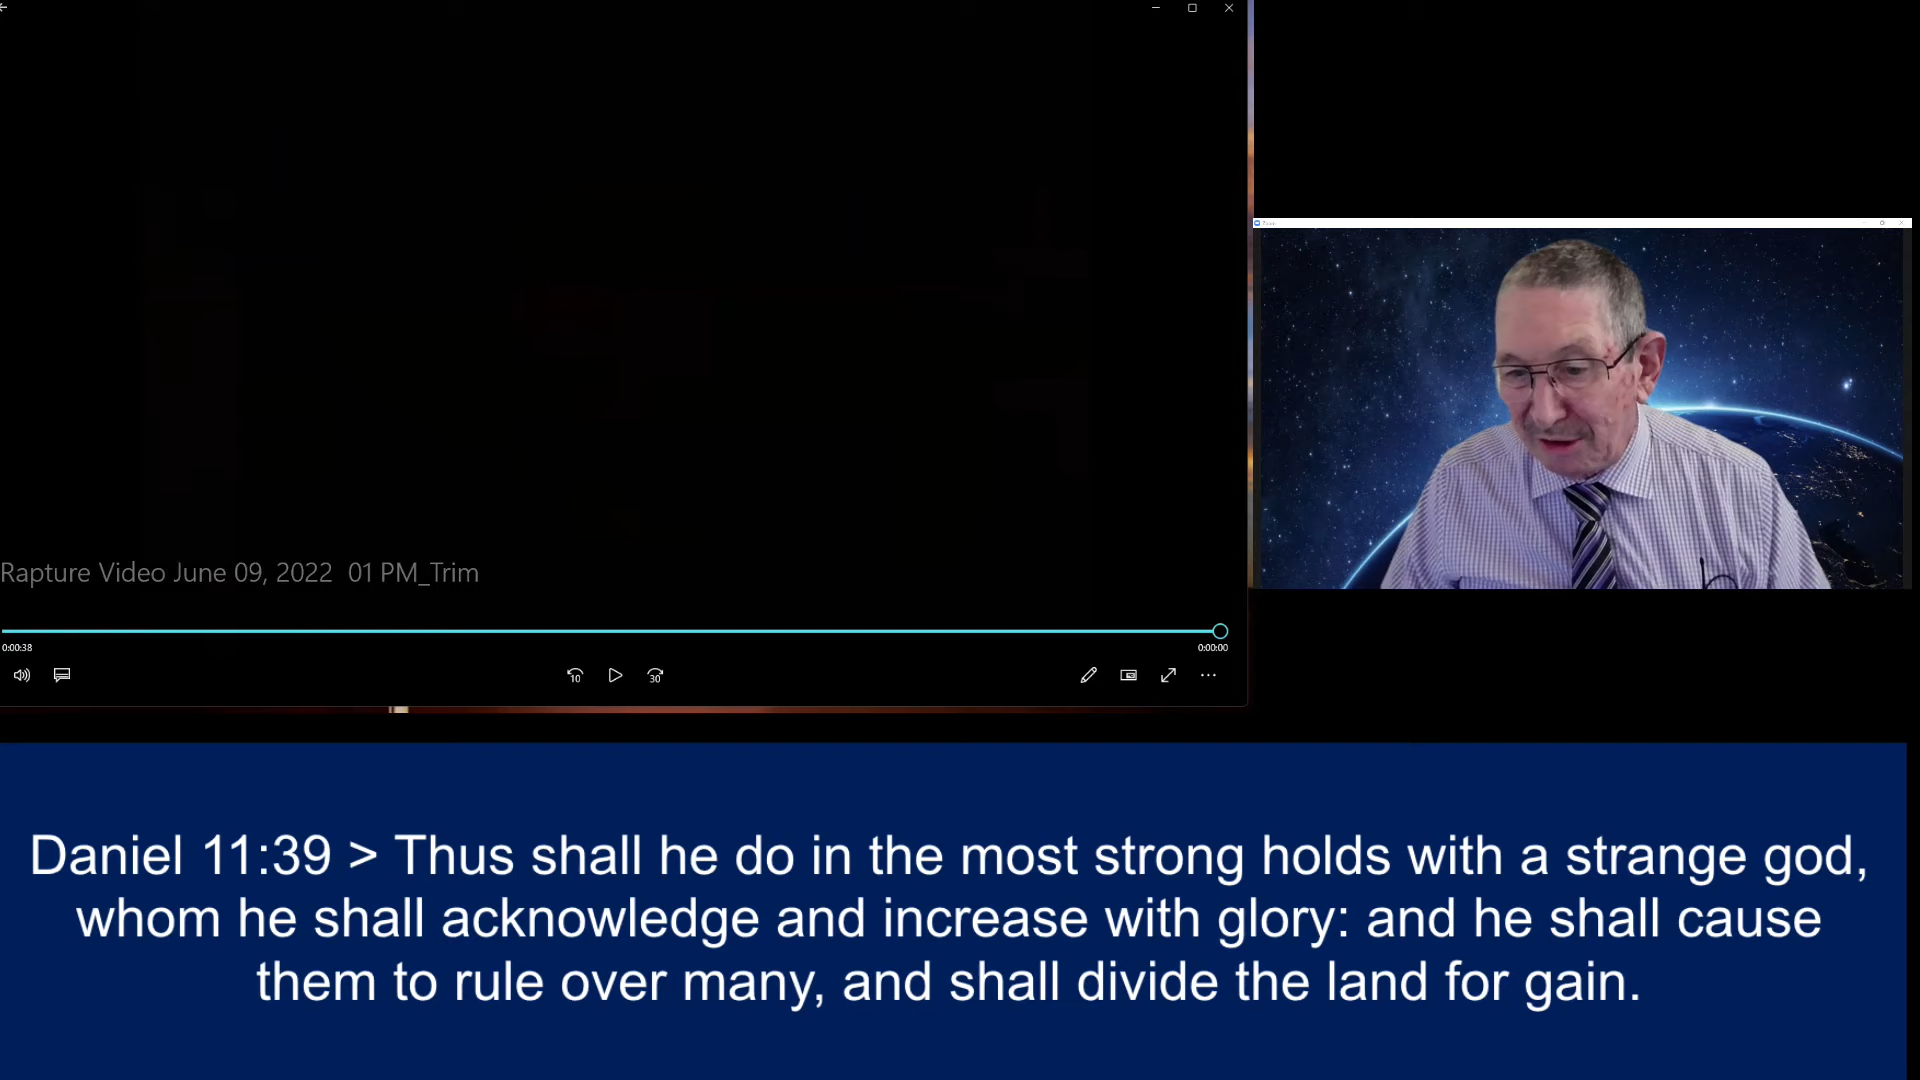 Rapture Video June 09, 2022 01 PM_Trim
0:00:38
0:00:00
10
30
Daniel 11:39 > Thus shall he do in the most strong holds with a strange god,
whom he shall acknowledge and increase with glory: and he shall cause
them to rule over many, and shall divide the land for gain.